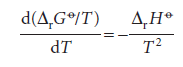 d(ΔᵣG⦵/T)/dT = − ΔᵣH⦵/T²